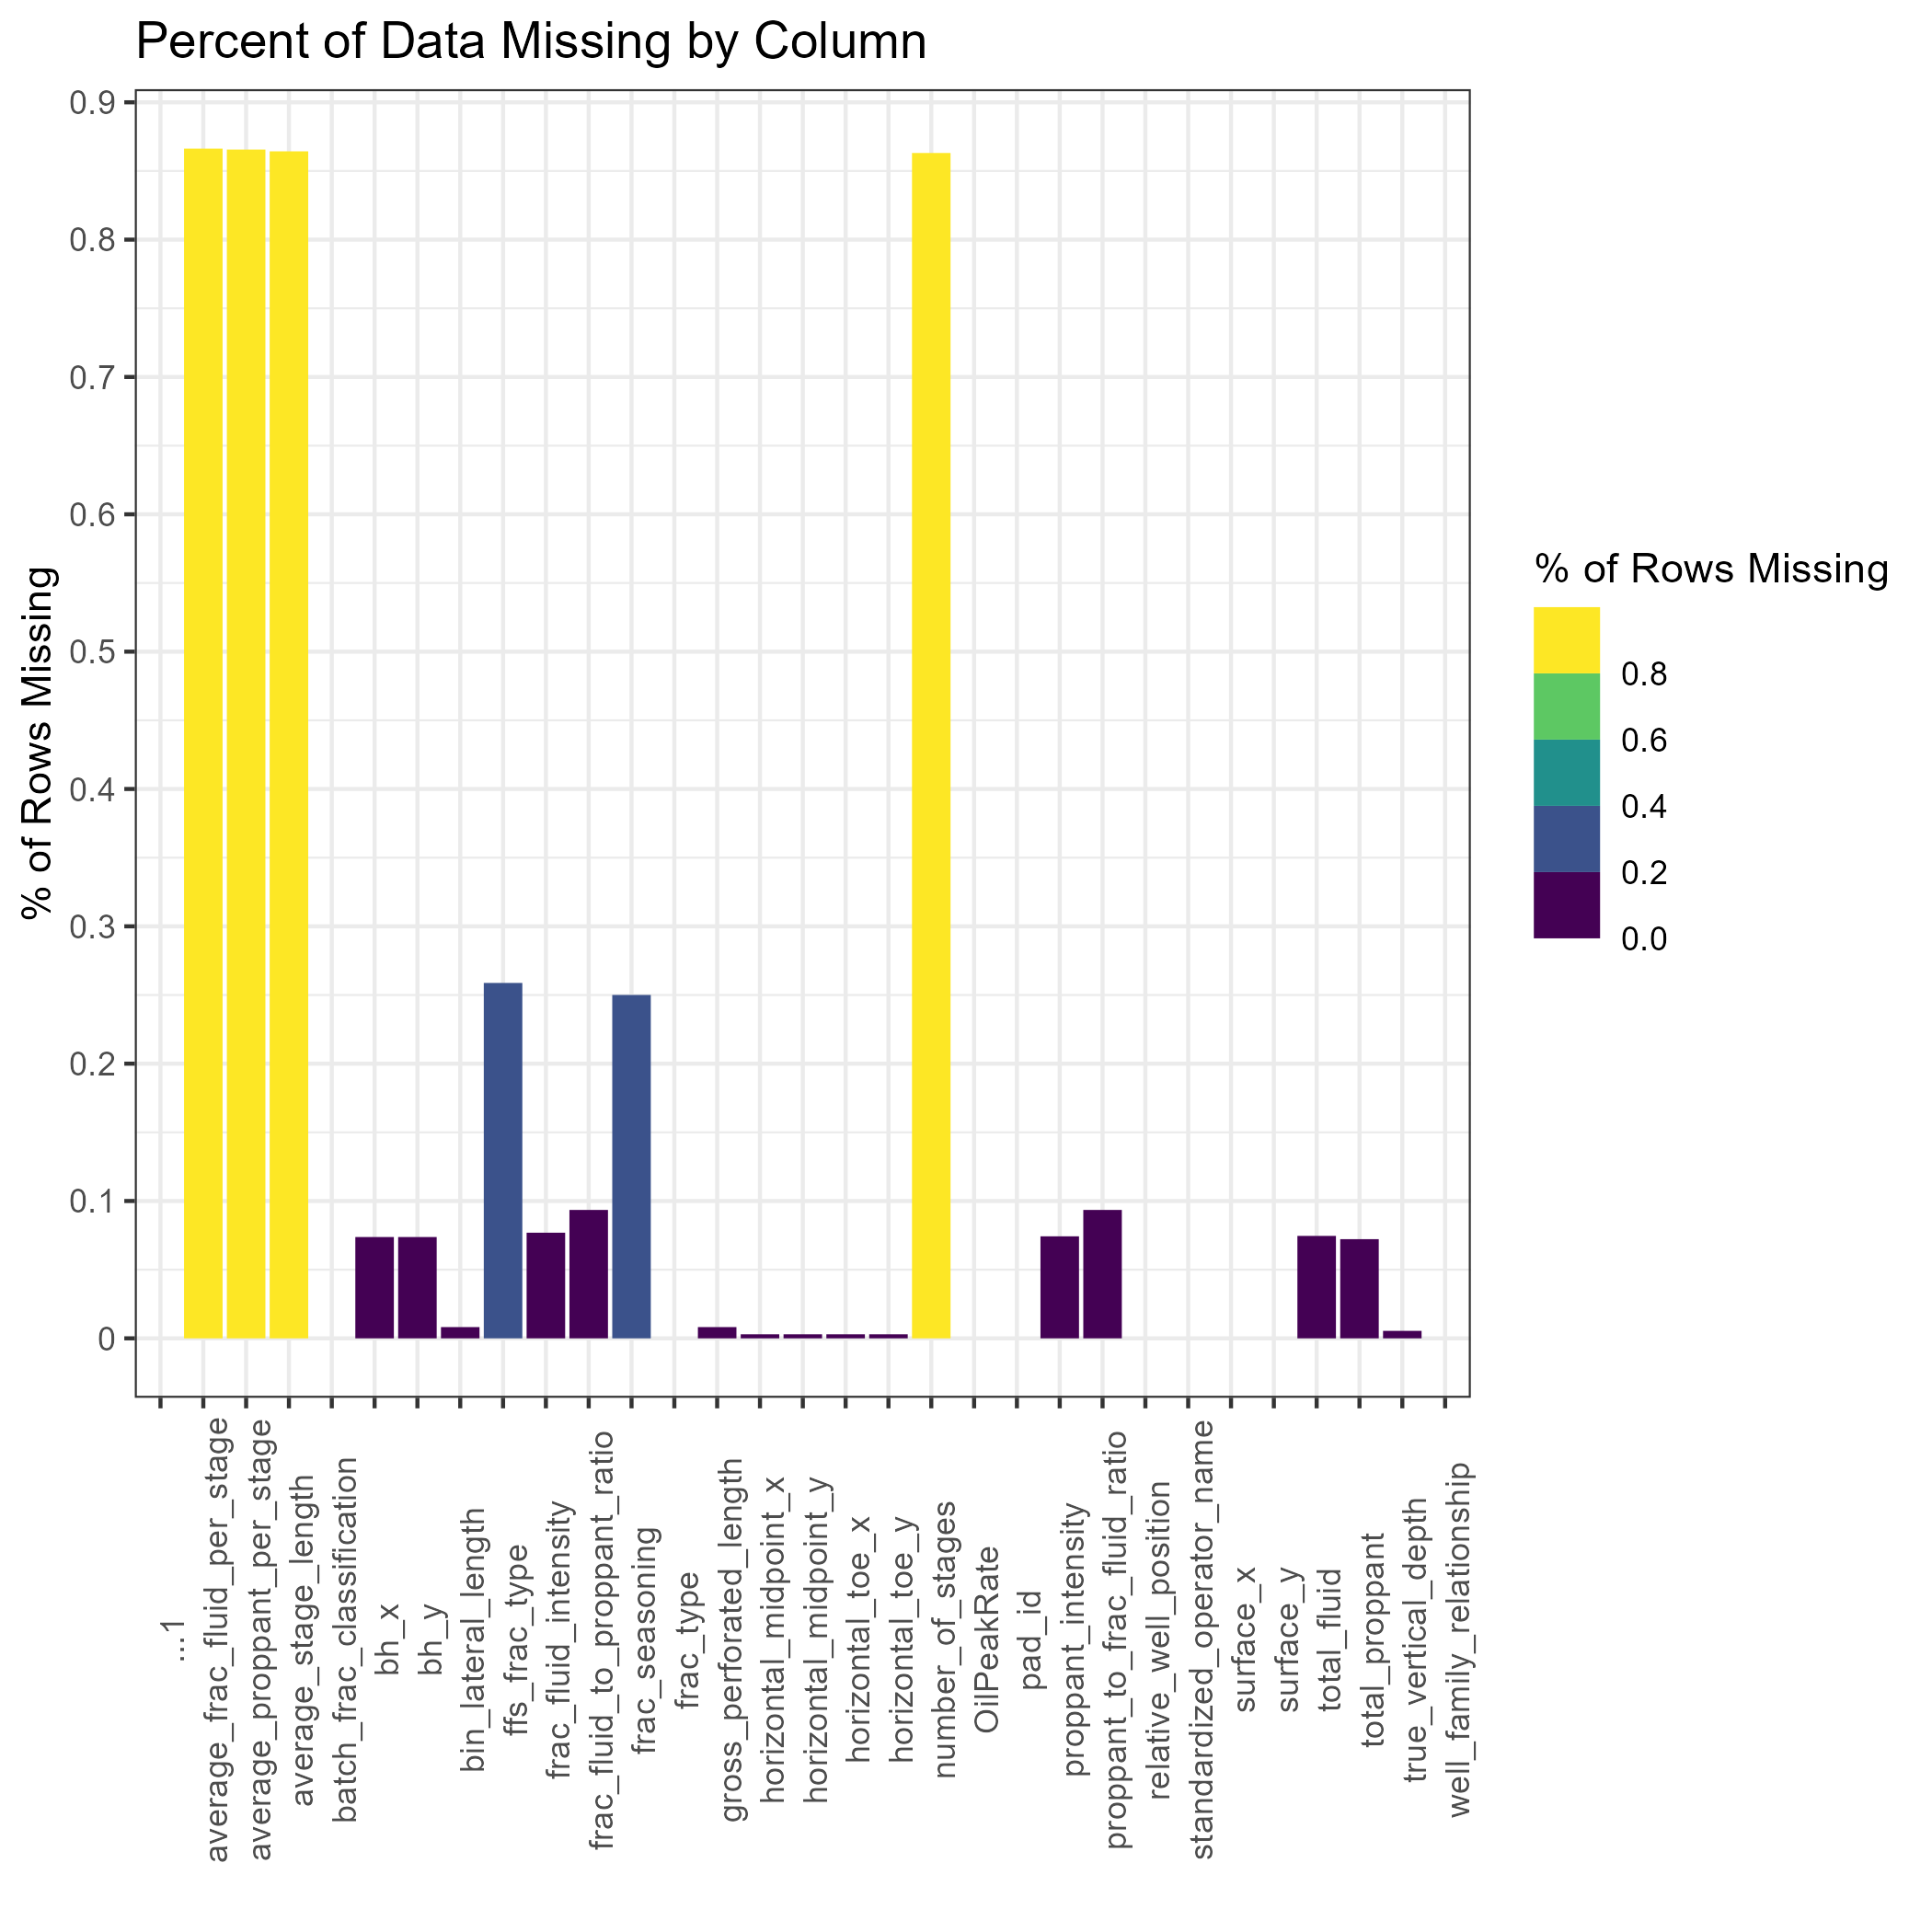 Percent of Data Missing by Column
% of Rows Missing
0.9
0.8
0.7
0.6
0.5
0.4
0.3
0.2
0.1
0
...1
average_frac_fluid_per_stage
average_proppant_per_stage
average_stage_length
batch_frac_classification
bh_x
bh_y
bin_lateral_length
ffs_frac_type
frac_fluid_intensity
frac_fluid_to_proppant_ratio
frac_seasoning
frac_type
gross_perforated_length
horizontal_midpoint_x
horizontal_midpoint_y
horizontal_toe_x
horizontal_toe_y
number_of_stages
OilPeakRate
pad_id
proppant_intensity
proppant_to_frac_fluid_ratio
relative_well_position
standardized_operator_name
surface_x
surface_y
total_fluid
total_proppant
true_vertical_depth
well_family_relationship
% of Rows Missing
0.8
0.6
0.4
0.2
0.0